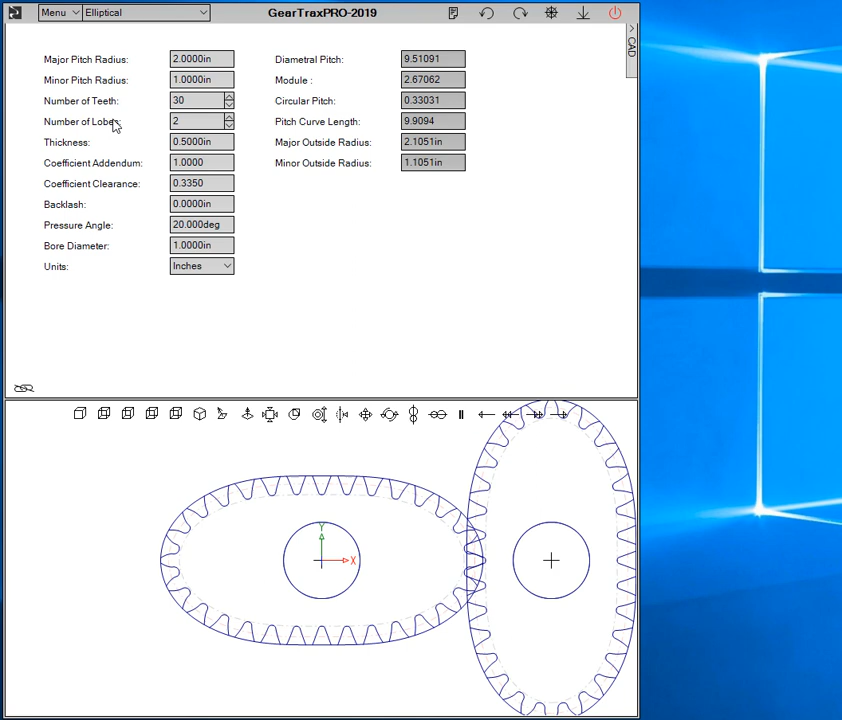 Menu Elliptical GearTraxPRO-2019
CAD
Major Pitch Radius: 2.0000in Diametral Pitch: 9.51091
Minor Pitch Radius: 1.0000in Module : 2.67062
Number of Teeth: 30 Circular Pitch: 0.33031
Number of Lobes: 2 Pitch Curve Length: 9.9094
Thickness: 0.5000in Major Outside Radius: 2.1051in
Coefficient Addendum: 1.0000 Minor Outside Radius: 1.1051in
Coefficient Clearance: 0.3350
Backlash: 0.0000in
Pressure Angle: 20.000deg
Bore Diameter: 1.0000in
Units: Inches
Y
X